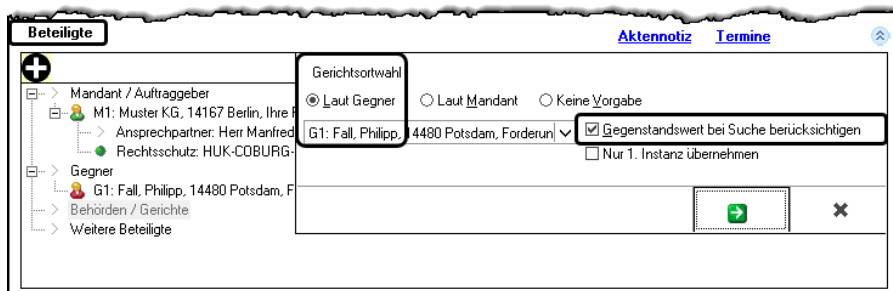 Beteiligte
Aktennotiz Termine
Gerichtsortwahl
Laut Gegner Laut Mandant Keine Vorgabe
G1: Fall, Philipp, 14480 Potsdam, Forderun
Gegenstandswert bei Suche berücksichtigen
Nur 1. Instanz übernehmen
Mandant / Auftraggeber
M1: Muster KG, 14167 Berlin, Ihre
Ansprechpartner: Herr Manfred
Rechtsschutz: HUK-COBURG-
Gegner
G1: Fall, Philipp, 14480 Potsdam, F
Behörden / Gerichte
Weitere Beteiligte